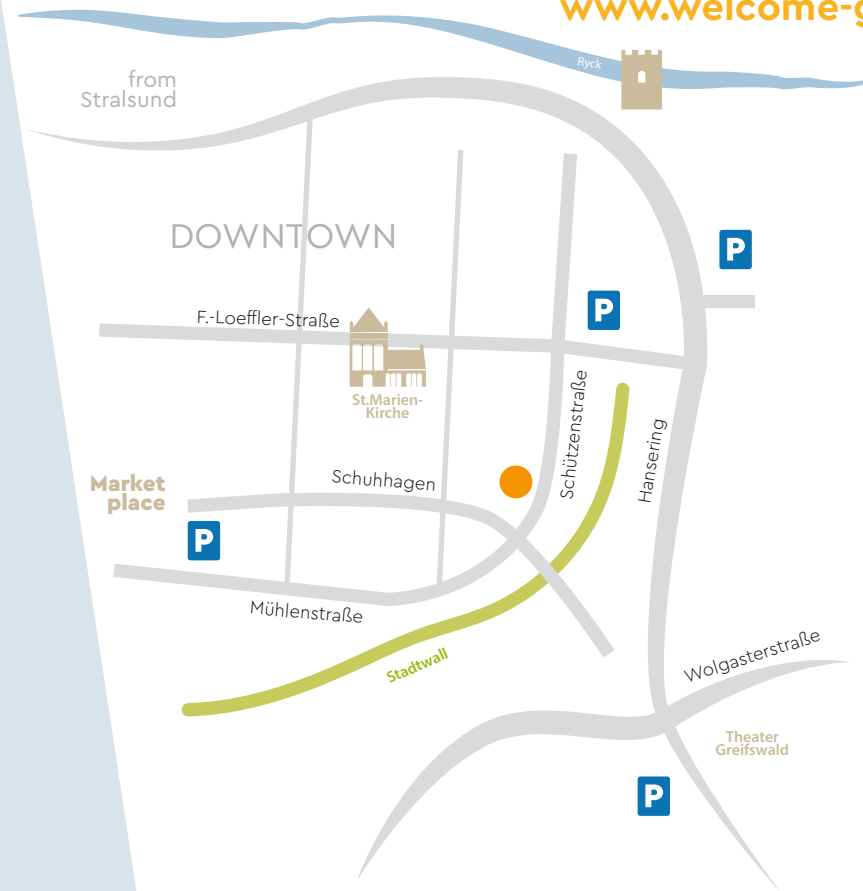 www.welcome-g
Ryck
from
Stralsund
DOWNTOWN
P
P
F.-Loeffler-Straße
St.Marien-
Kirche
Schützenstraße
Hansering
Schuhhagen
Market
place
P
Mühlenstraße
Stadtwall
Wolgasterstraße
Theater
Greifswald
P